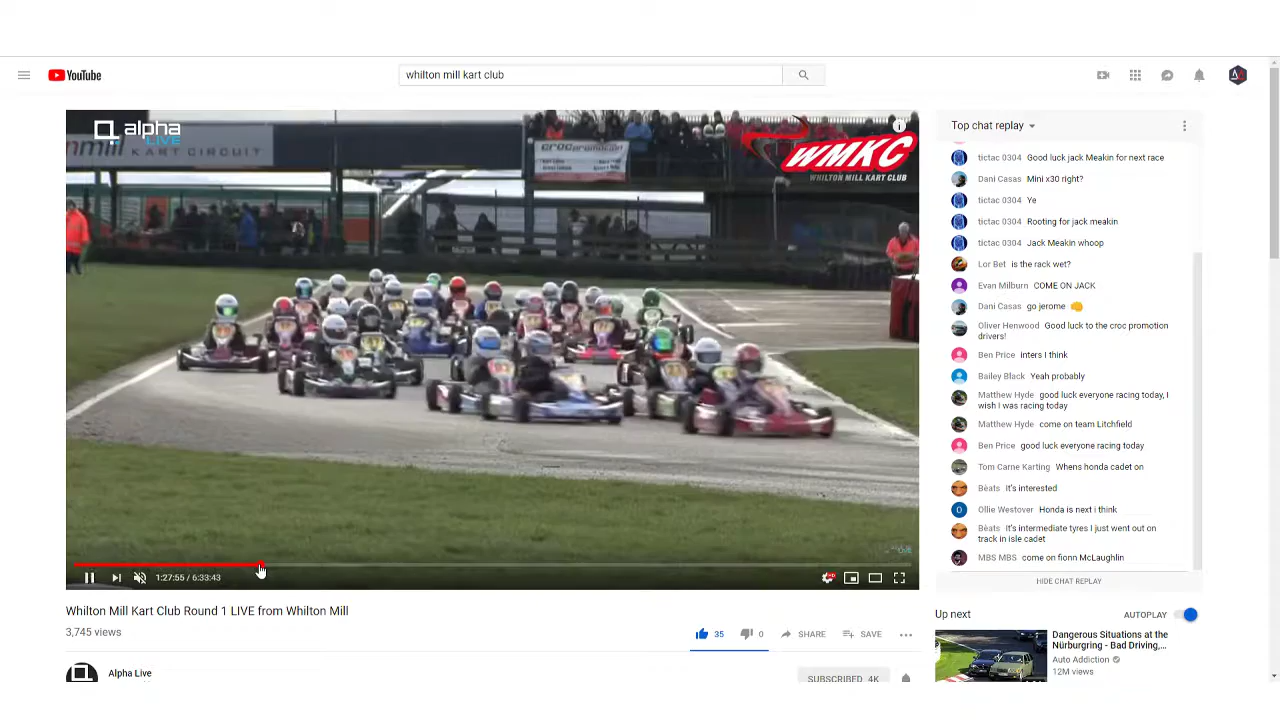 YouTube
whilton mill kart club
alpha
LIVE
mill KART CIRCUIT
CROC PROMOTION
WMKC
WHILTON MILL KART CLUB
1:27:55 / 6:33:43
HD
Whilton Mill Kart Club Round 1 LIVE from Whilton Mill
3,745 views
35
0
SHARE
SAVE
Alpha Live
SUBSCRIBED 4K
Top chat replay
tictac 0304 Good luck jack Meakin for next race
Dani Casas Mini x30 right?
tictac 0304 Ye
tictac 0304 Rooting for jack meakin
tictac 0304 Jack Meakin whoop
Lor Bet is the rack wet?
Evan Milburn COME ON JACK
Dani Casas go jerome
Oliver Henwood Good luck to the croc promotion
drivers!
Ben Price inters I think
Bailey Black Yeah probably
Matthew Hyde good luck everyone racing today, I
wish I was racing today
Matthew Hyde come on team Litchfield
Ben Price good luck everyone racing today
Tom Carne Karting Whens honda cadet on
Bèats it's interested
O
Ollie Westover Honda is next i think
Bèats it's intermediate tyres I just went out on
track in isle cadet
MBS MBS come on fionn McLaughlin
HIDE CHAT REPLAY
Up next
AUTOPLAY
Dangerous Situations at the
Nürburgring - Bad Driving,...
Auto Addiction
12M views